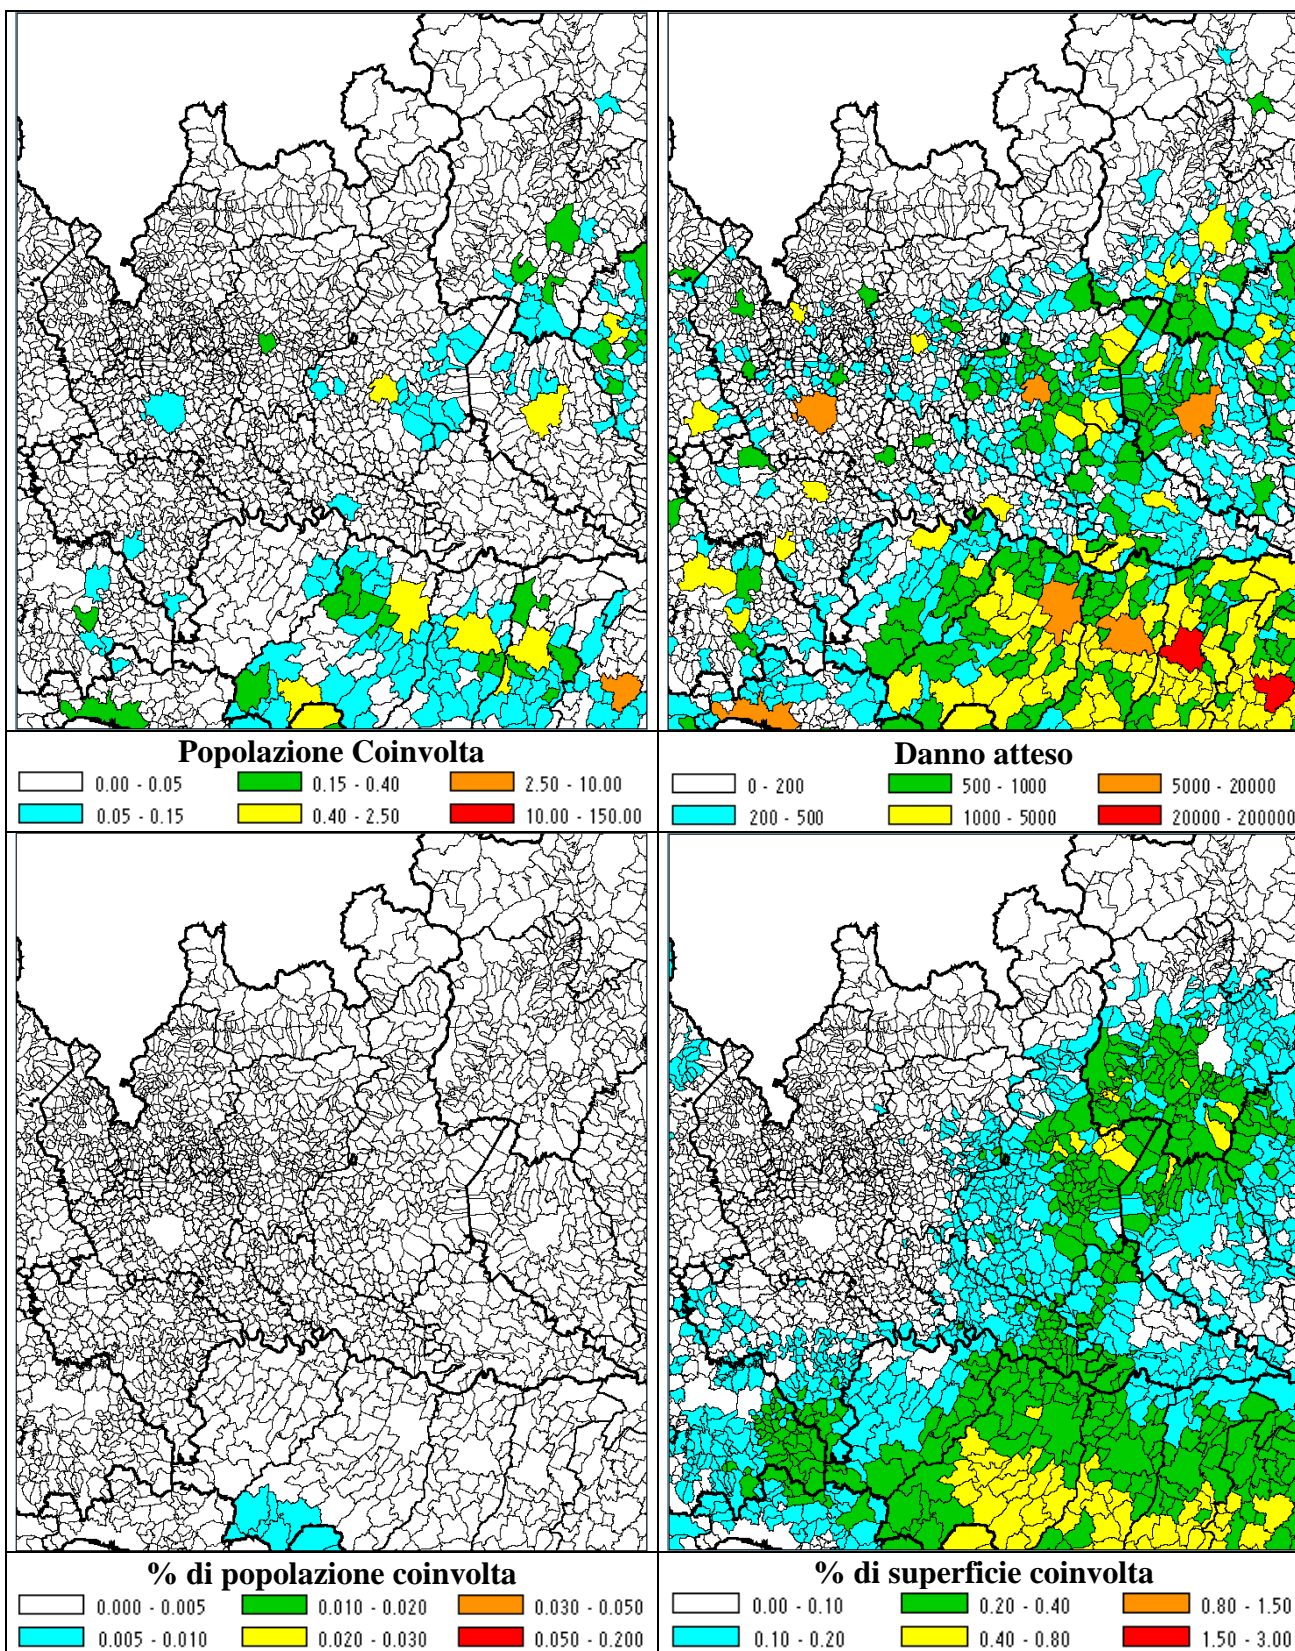 Popolazione Coinvolta
0.00 - 0.05 0.15 - 0.40 2.50 - 10.00
0.05 - 0.15 0.40 - 2.50 10.00 - 150.00
Danno atteso
0 - 200 500 - 1000 5000 - 20000
200 - 500 1000 - 5000 20000 - 200000
% di popolazione coinvolta
0.000 - 0.005 0.010 - 0.020 0.030 - 0.050
0.005 - 0.010 0.020 - 0.030 0.050 - 0.200
% di superficie coinvolta
0.00 - 0.10 0.20 - 0.40 0.80 - 1.50
0.10 - 0.20 0.40 - 0.80 1.50 - 3.00